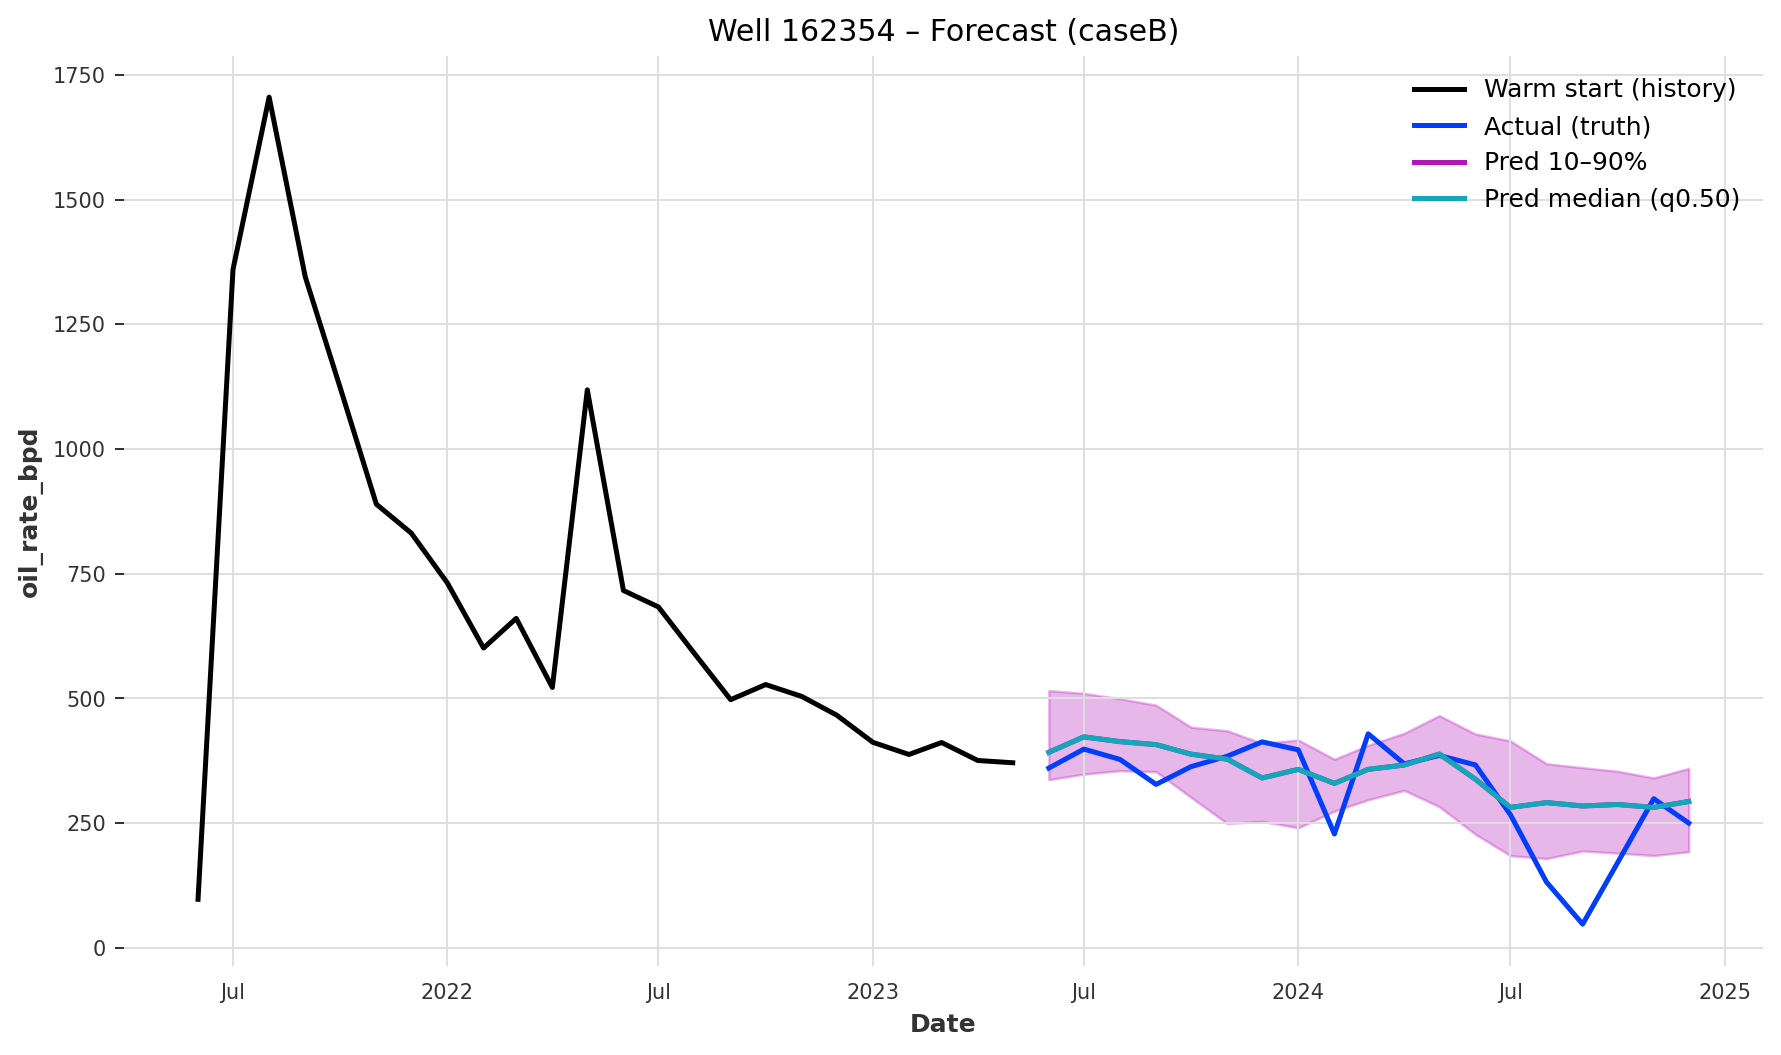 Well 162354 – Forecast (caseB)
Warm start (history)
Actual (truth)
Pred 10–90%
Pred median (q0.50)
oil_rate_bpd
1750
1500
1250
1000
750
500
250
0
Jul
2022
Jul
2023
Jul
2024
Jul
2025
Date